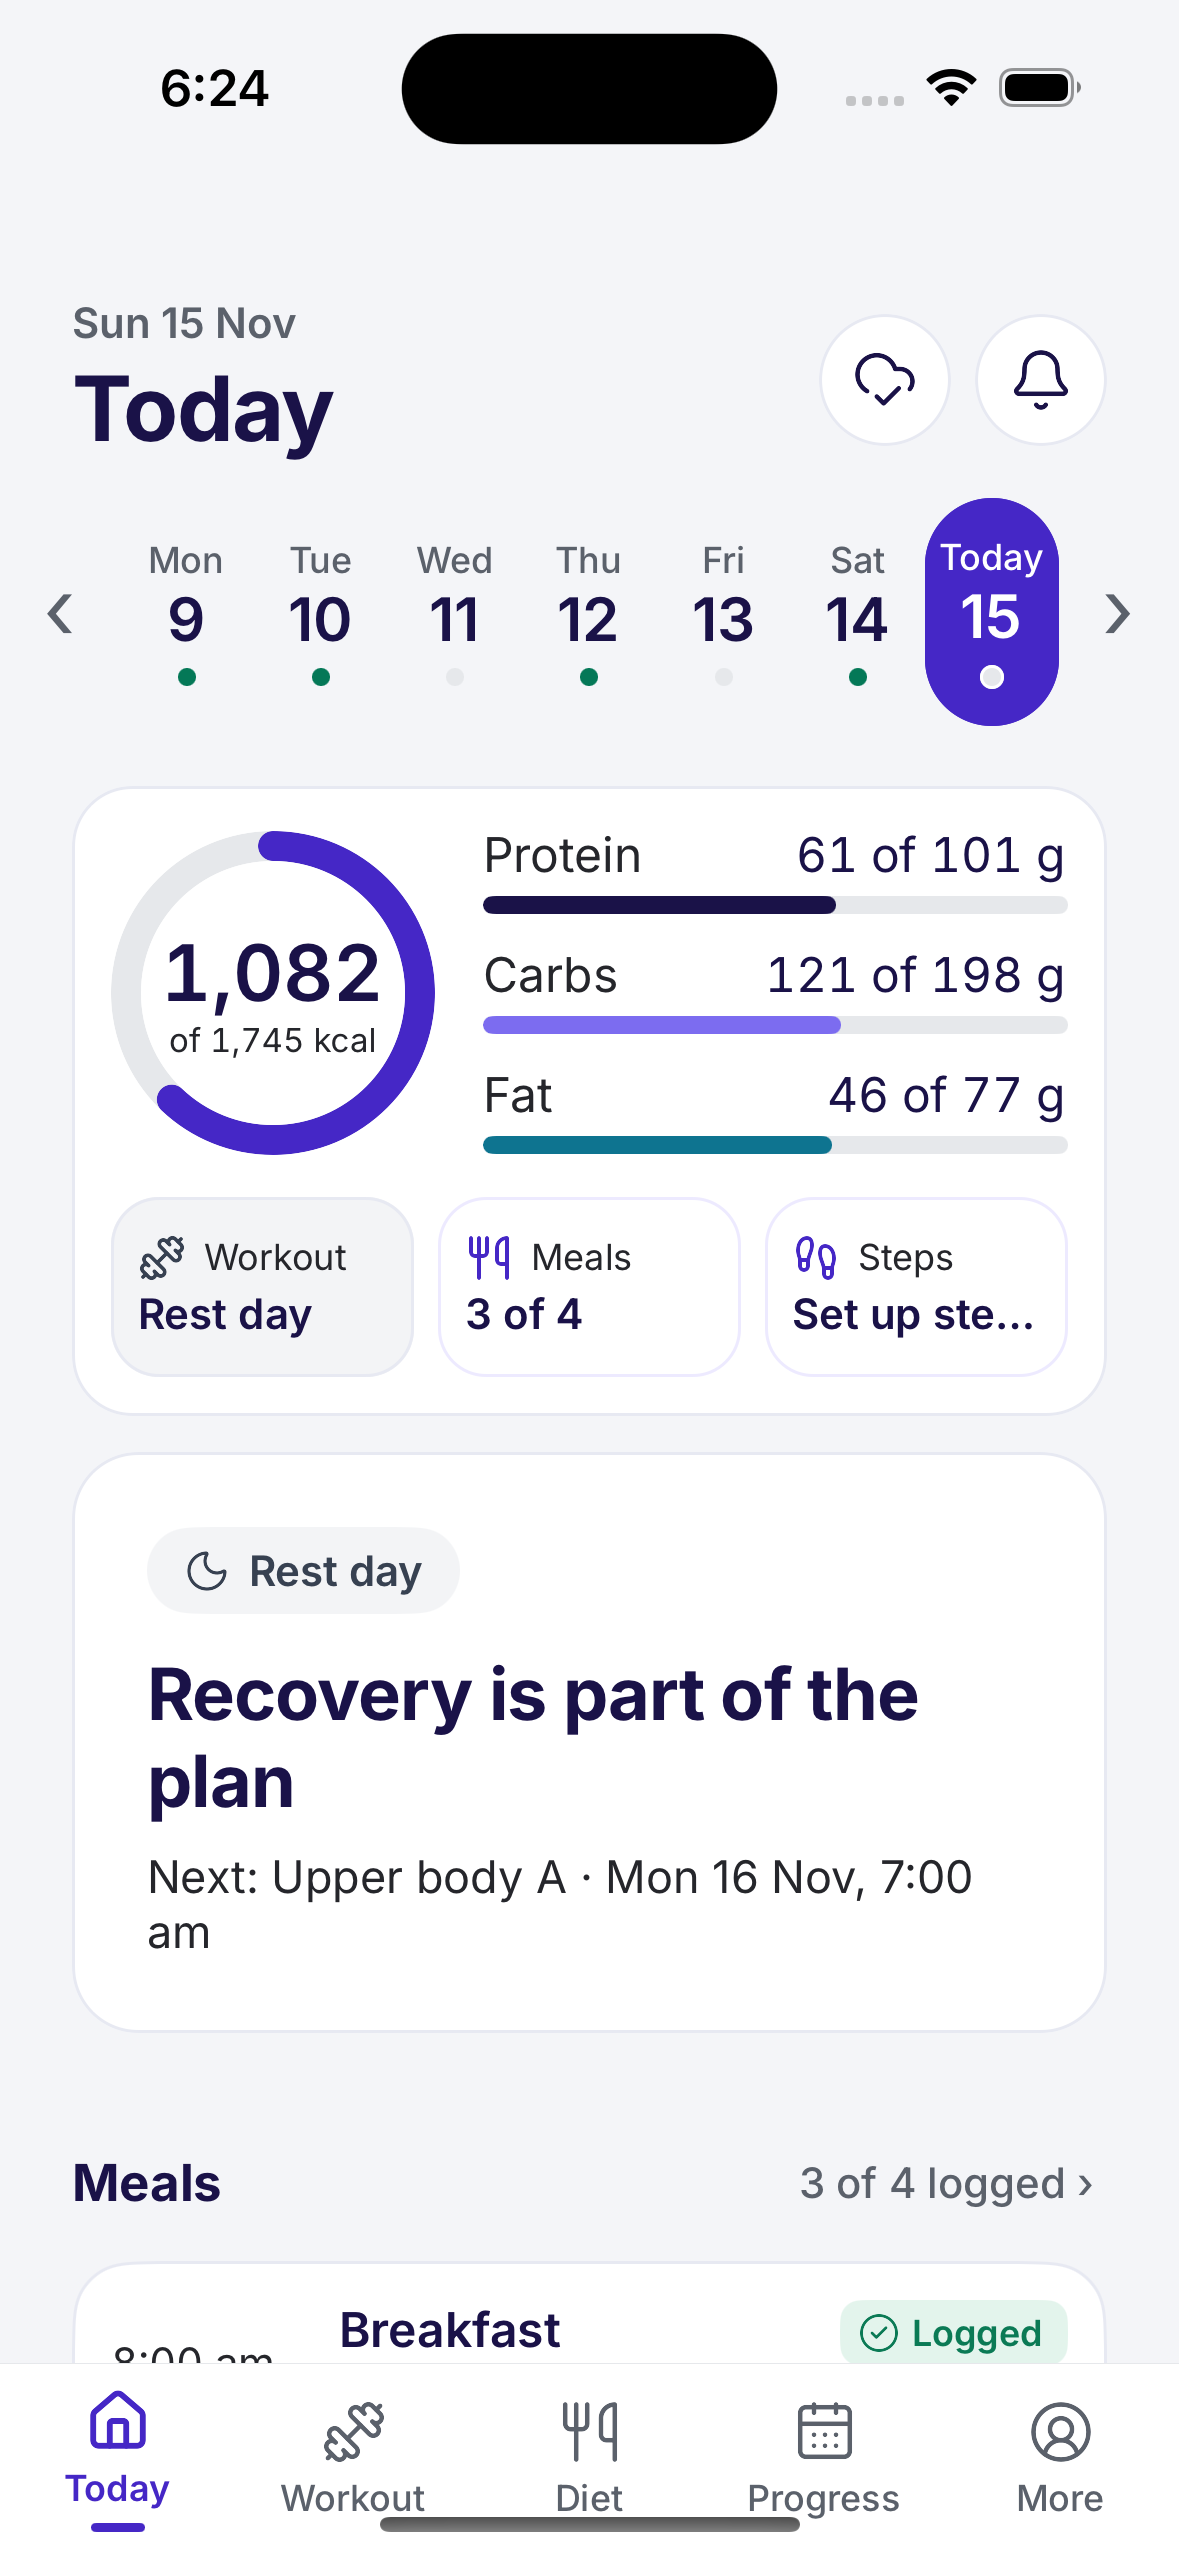 6:24
Sun 15 Nov
Today
Mon Tue Wed Thu Fri Sat Today
9 10 11 12 13 14 15
Protein 61 of 101 g
Carbs 121 of 198 g
Fat 46 of 77 g
1,082
of 1,745 kcal
Workout
Rest day
Meals
3 of 4
Steps
Set up ste...
Rest day
Recovery is part of the
plan
Next: Upper body A · Mon 16 Nov, 7:00
am
Meals 3 of 4 logged ›
Breakfast Logged
8:00 am
Today Workout Diet Progress More